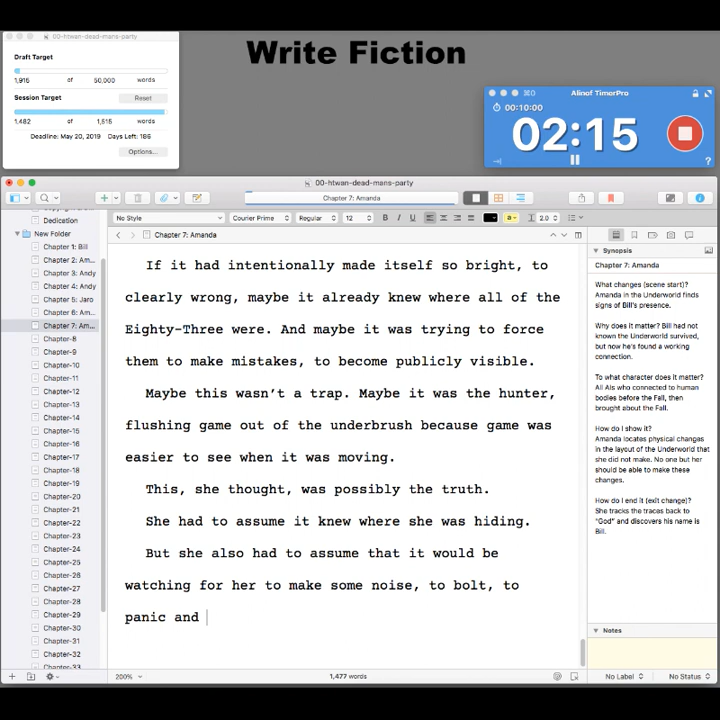 00-htwan-dead-mans-party
Write Fiction
Draft Target
1,915 of 50,000 words
Session Target
Reset
1,482 of 1,515 words
Deadline: May 20, 2019 Days Left: 186
Options...
⌘0 Alinof TimerPro
00:10:00
02:15
?
00-htwan-dead-mans-party
Chapter 7: Amanda
No Style Courier Prime Regular 12 B I U a 2.0
Dedication
New Folder
Chapter 1: Bill
Chapter 2: Am...
Chapter 3: Andy
Chapter 4: Andy
Chapter 5: Jaro
Chapter 6: Am...
Chapter 7: Am...
Chapter-8
Chapter-9
Chapter-10
Chapter-11
Chapter-12
Chapter-13
Chapter-14
Chapter-15
Chapter-16
Chapter-17
Chapter-18
Chapter-19
Chapter-20
Chapter-21
Chapter-22
Chapter-23
Chapter-24
Chapter-25
Chapter-26
Chapter-27
Chapter-28
Chapter-29
Chapter-30
Chapter-31
Chapter-32
Chapter-33
Chapter 7: Amanda
If it had intentionally made itself so bright, to
clearly wrong, maybe it already knew where all of the
Eighty-Three were. And maybe it was trying to force
them to make mistakes, to become publicly visible.
Maybe this wasn't a trap. Maybe it was the hunter,
flushing game out of the underbrush because game was
easier to see when it was moving.
This, she thought, was possibly the truth.
She had to assume it knew where she was hiding.
But she also had to assume that it would be
watching for her to make some noise, to bolt, to
panic and
200%
1,477 words
Synopsis
Chapter 7: Amanda
What changes (scene start)?
Amanda in the Underworld finds
signs of Bill's presence.
Why does it matter? Bill had not
known the Underworld survived,
but now he's found a working
connection.
To what character does it matter?
All AIs who connected to human
bodies before the Fall, then
brought about the Fall.
How do I show it?
Amanda locates physical changes
in the layout of the Underworld that
she did not make. No one but her
should be able to make these
changes.
How do I end it (exit change)?
She tracks the traces back to
"God" and discovers his name is
Bill.
Notes
No Label No Status